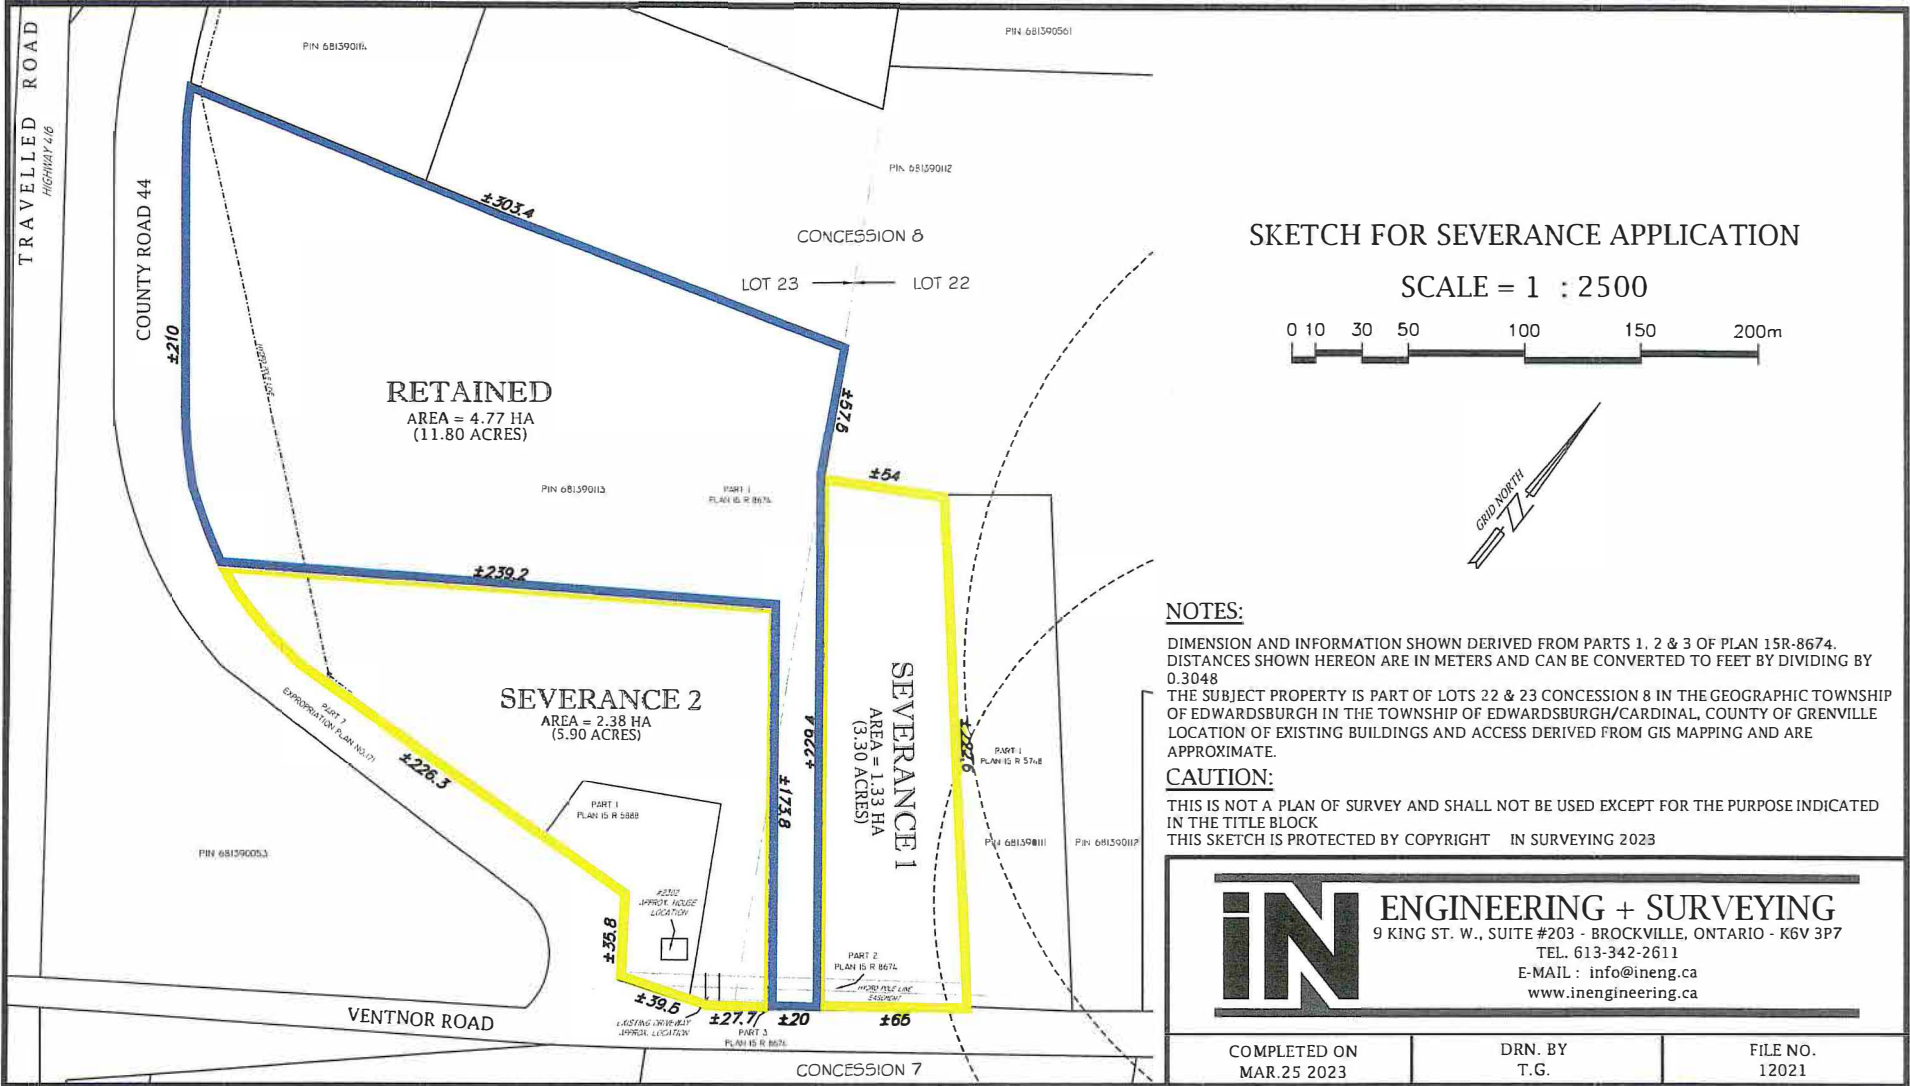 TRAVELLED ROAD
HIGHWAY 416
COUNTY ROAD 44
±210
PIN 681390561
PIN 681390112
±303.4
CONCESSION 8
LOT 23
LOT 22
±57.8
RETAINED
AREA = 4.77 HA
(11.80 ACRES)
PIN 681390113
PART 1
PLAN 15 R 8674
±54
±239.2
SEVERANCE 2
AREA = 2.38 HA
(5.90 ACRES)
PART 7
EXPROPRIATION PLAN NO.171
±226.3
PART 1
PLAN 15 R 5888
±229.4
±173.8
SEVERANCE 1
AREA = 1.33 HA
(3.30 ACRES)
±222.6
PART 1
PLAN 15 R 5748
PIN 681390111
PIN 681390117
PIN 681390053
#2302
APPROX. HOUSE
LOCATION
±35.8
PART 2
PLAN 15 R 8674
HYDRO POLE LINE
EASEMENT
±39.5
±27.7
±20
±65
EXISTING DRIVEWAY
APPROX. LOCATION
PART 3
PLAN 15 R 8674
VENTNOR ROAD
CONCESSION 7
SKETCH FOR SEVERANCE APPLICATION
SCALE = 1 : 2500
0 10 30 50 100 150 200m
GRID NORTH
NOTES:
DIMENSION AND INFORMATION SHOWN DERIVED FROM PARTS 1, 2 & 3 OF PLAN 15R-8674.
DISTANCES SHOWN HEREON ARE IN METERS AND CAN BE CONVERTED TO FEET BY DIVIDING BY
0.3048
THE SUBJECT PROPERTY IS PART OF LOTS 22 & 23 CONCESSION 8 IN THE GEOGRAPHIC TOWNSHIP
OF EDWARDSBURGH IN THE TOWNSHIP OF EDWARDSBURGH/CARDINAL, COUNTY OF GRENVILLE
LOCATION OF EXISTING BUILDINGS AND ACCESS DERIVED FROM GIS MAPPING AND ARE
APPROXIMATE.
CAUTION:
THIS IS NOT A PLAN OF SURVEY AND SHALL NOT BE USED EXCEPT FOR THE PURPOSE INDICATED
IN THE TITLE BLOCK
THIS SKETCH IS PROTECTED BY COPYRIGHT IN SURVEYING 2023
iN
ENGINEERING + SURVEYING
9 KING ST. W., SUITE #203 - BROCKVILLE, ONTARIO - K6V 3P7
TEL. 613-342-2611
E-MAIL : info@ineng.ca
www.inengineering.ca
COMPLETED ON
MAR.25 2023
DRN. BY
T.G.
FILE NO.
12021